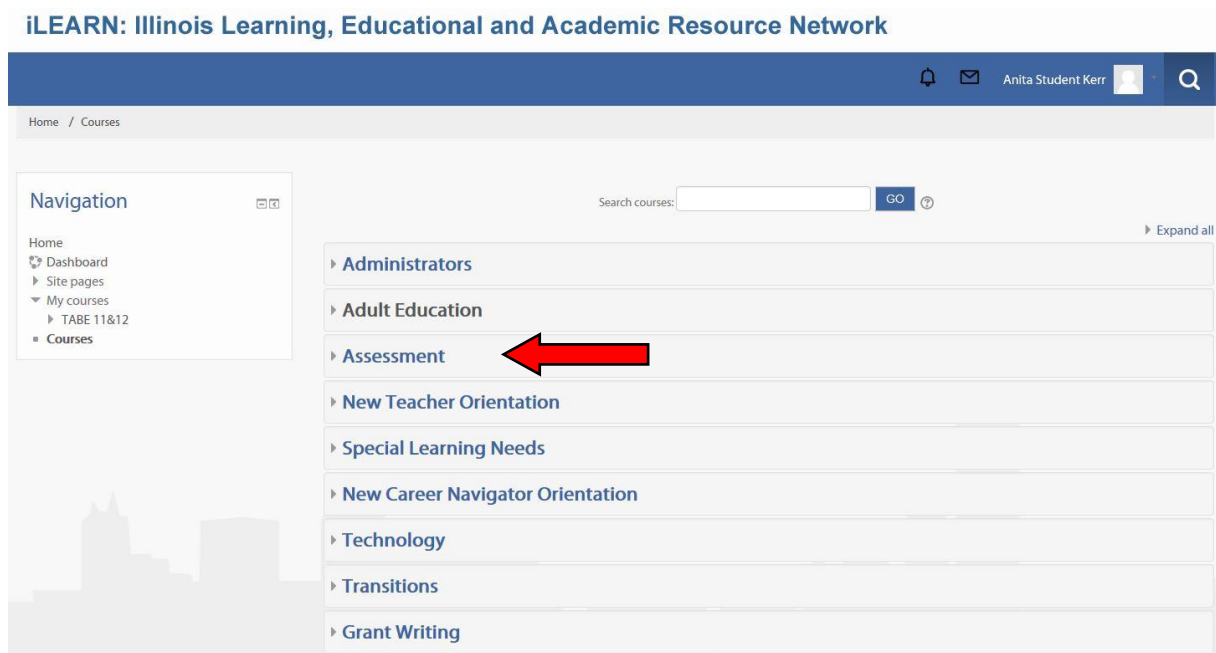 iLEARN: Illinois Learning, Educational and Academic Resource Network
Anita Student Kerr
Home / Courses
Navigation
Home
Dashboard
Site pages
My courses
TABE 11&12
Courses
Search courses:
GO
Expand all
Administrators
Adult Education
Assessment
New Teacher Orientation
Special Learning Needs
New Career Navigator Orientation
Technology
Transitions
Grant Writing